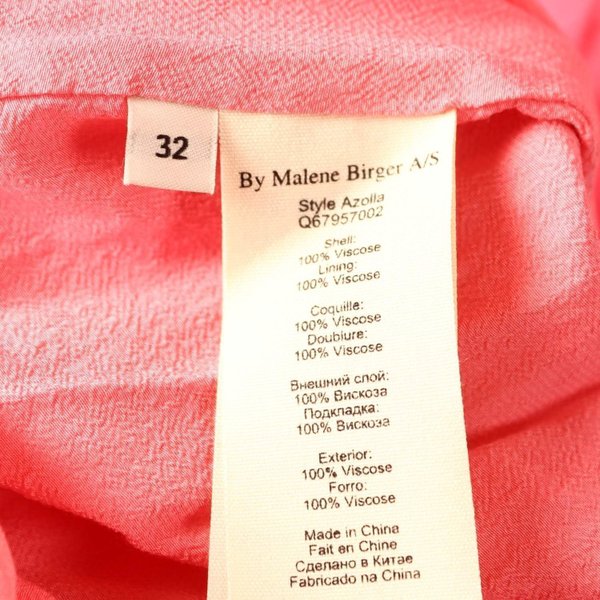 32
By Malene Birger A/S
Style Azolla
Q67957002
Shell:
100% Viscose
Lining:
100% Viscose
Coquille:
100% Viscose
Doublure:
100% Viscose
Внешний слой:
100% Вискоза
Подкладка:
100% Вискоза
Exterior:
100% Viscose
Forro:
100% Viscose
Made in China
Fait en Chine
Сделано в Китае
Fabricado na China